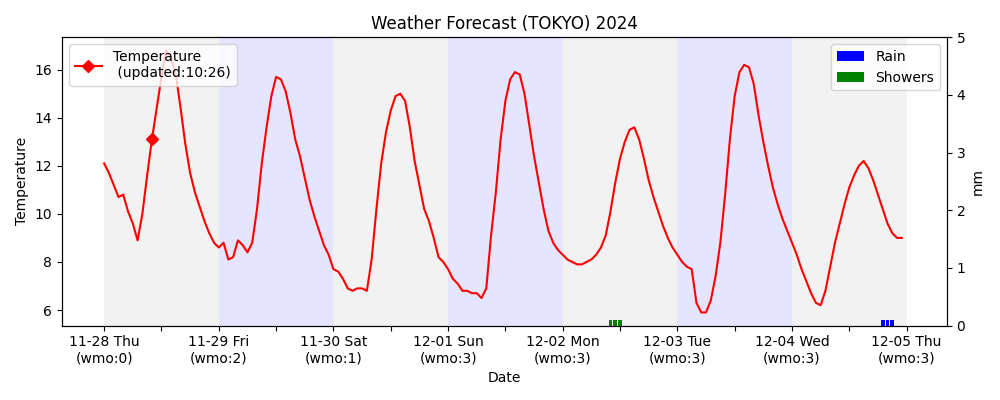 Weather Forecast (TOKYO) 2024
Temperature
(updated:10:26)
Rain
Showers
Temperature
16
14
12
10
8
6
5
4
3
2
1
0
mm
11-28 Thu
(wmo:0)
11-29 Fri
(wmo:2)
11-30 Sat
(wmo:1)
12-01 Sun
(wmo:3)
12-02 Mon
(wmo:3)
12-03 Tue
(wmo:3)
12-04 Wed
(wmo:3)
12-05 Thu
(wmo:3)
Date